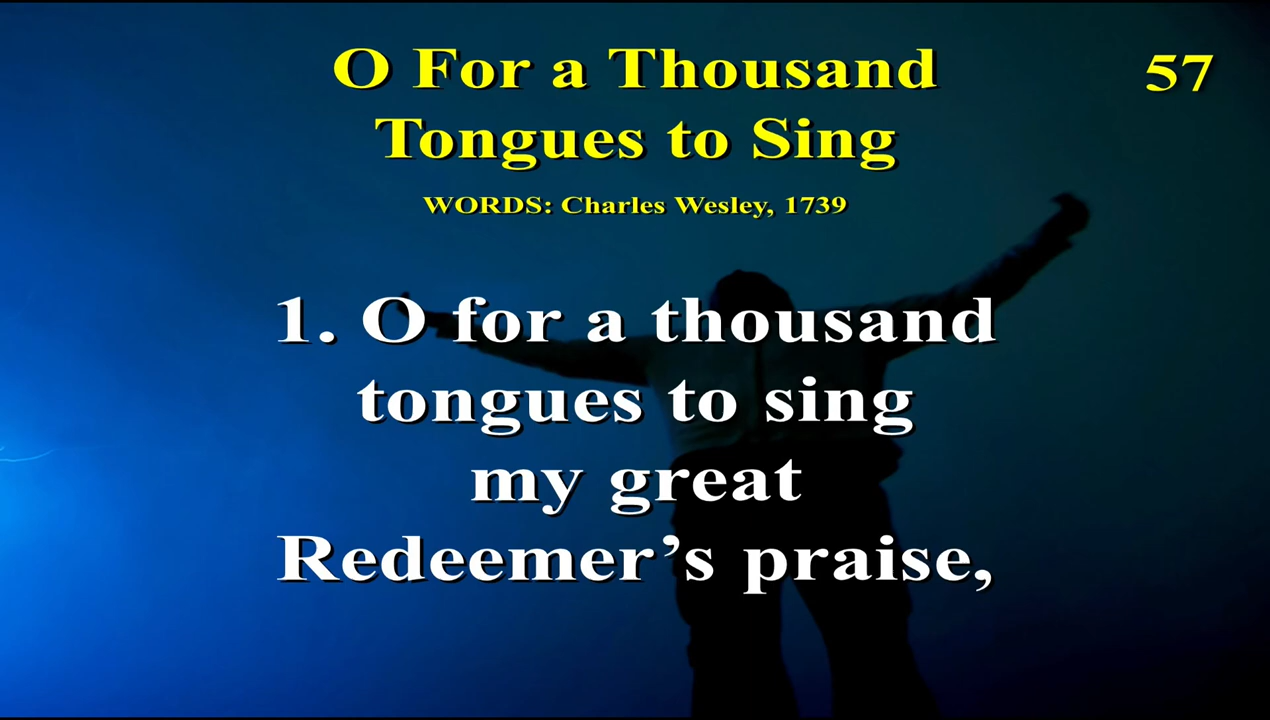 O For a Thousand
Tongues to Sing
57
WORDS: Charles Wesley, 1739
1. O for a thousand
tongues to sing
my great
Redeemer’s praise,